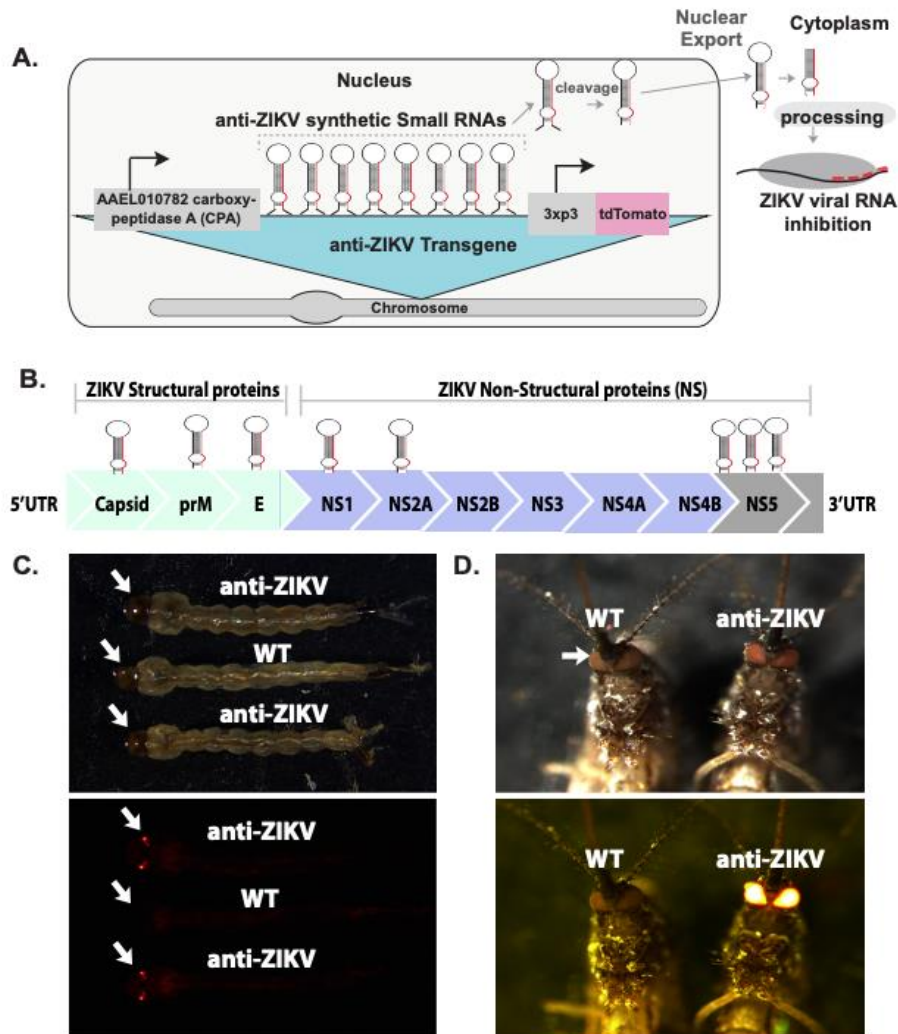 A.
Nucleus
anti-ZIKV synthetic Small RNAs
cleavage
Nuclear
Export
Cytoplasm
processing
ZIKV viral RNA
inhibition
AAEL010782 carboxy-
peptidase A (CPA)
3xp3
tdTomato
anti-ZIKV Transgene
Chromosome
B.
ZIKV Structural proteins
ZIKV Non-Structural proteins (NS)
5'UTR
Capsid
prM
E
NS1
NS2A
NS2B
NS3
NS4A
NS4B
NS5
3'UTR
C.
anti-ZIKV
WT
anti-ZIKV
anti-ZIKV
WT
anti-ZIKV
D.
WT
anti-ZIKV
WT
anti-ZIKV